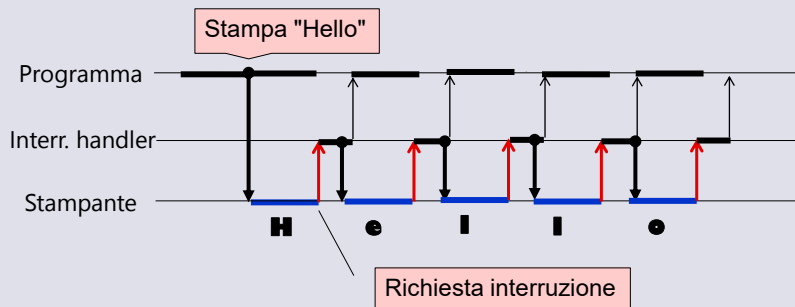 Stampa "Hello"
Programma
Interr. handler
Stampante
H e l l o
Richiesta interruzione